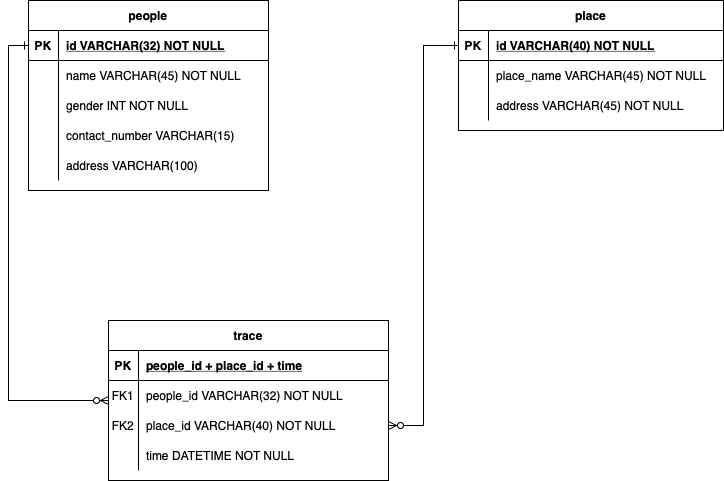 people
PK id VARCHAR(32) NOT NULL
name VARCHAR(45) NOT NULL
gender INT NOT NULL
contact_number VARCHAR(15)
address VARCHAR(100)
place
PK id VARCHAR(40) NOT NULL
place_name VARCHAR(45) NOT NULL
address VARCHAR(45) NOT NULL
trace
PK people_id + place_id + time
FK1 people_id VARCHAR(32) NOT NULL
FK2 place_id VARCHAR(40) NOT NULL
time DATETIME NOT NULL